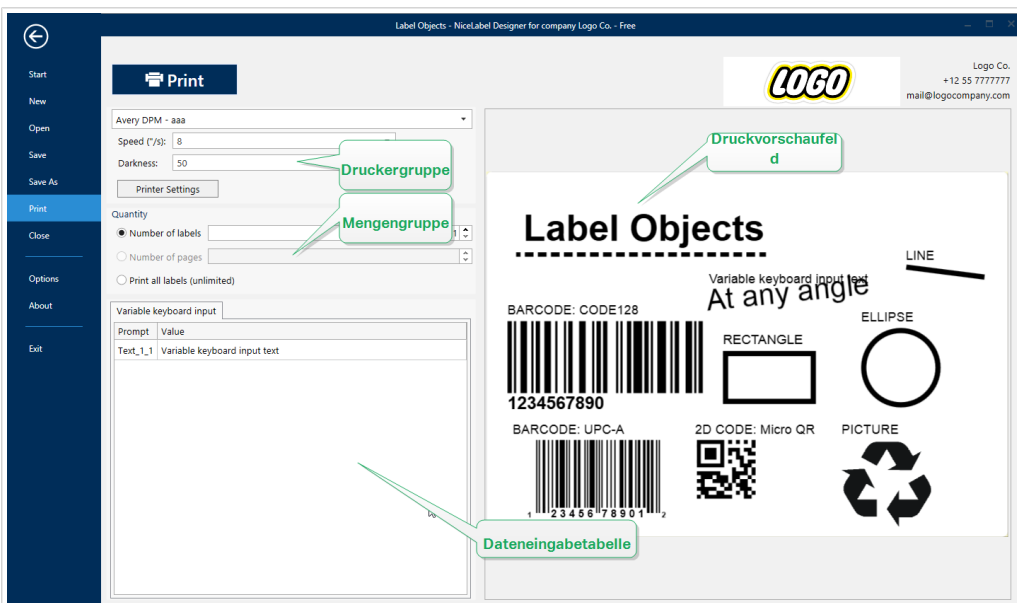 Label Objects - NiceLabel Designer for company Logo Co. - Free
Start
New
Open
Save
Save As
Print
Close
Options
About
Exit
Print
LOGO
Logo Co.
+12 55 7777777
mail@logocompany.com
Avery DPM - aaa
Speed ("/s): 8
Darkness: 50
Printer Settings
Druckergruppe
Quantity
Number of labels 1
Number of pages
Print all labels (unlimited)
Mengengruppe
Variable keyboard input
Prompt Value
Text_1_1 Variable keyboard input text
Dateneingabetabelle
Druckvorschaufel
d
Label Objects
LINE
Variable keyboard input text
At any angle
BARCODE: CODE128
1234567890
RECTANGLE
ELLIPSE
BARCODE: UPC-A
1 23456 78901 2
2D CODE: Micro QR
PICTURE